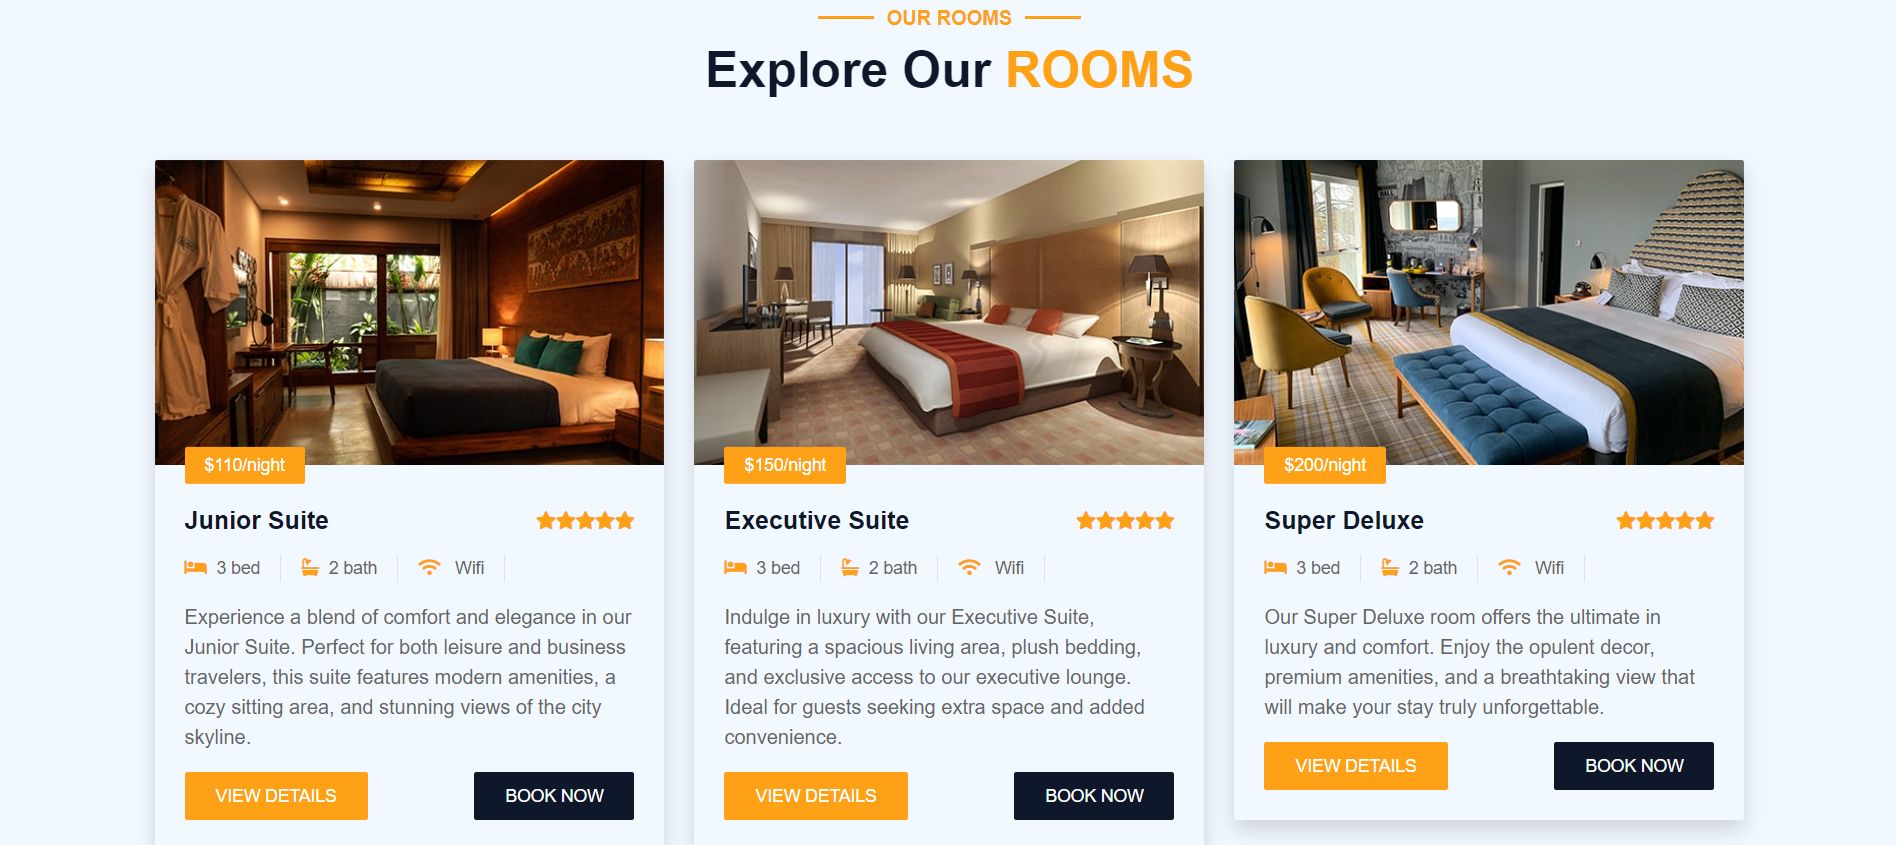 OUR ROOMS
Explore Our ROOMS
$110/night
Junior Suite
3 bed
2 bath
Wifi
Experience a blend of comfort and elegance in our
Junior Suite. Perfect for both leisure and business
travelers, this suite features modern amenities, a
cozy sitting area, and stunning views of the city
skyline.
VIEW DETAILS
BOOK NOW
$150/night
Executive Suite
3 bed
2 bath
Wifi
Indulge in luxury with our Executive Suite,
featuring a spacious living area, plush bedding,
and exclusive access to our executive lounge.
Ideal for guests seeking extra space and added
convenience.
VIEW DETAILS
BOOK NOW
$200/night
Super Deluxe
3 bed
2 bath
Wifi
Our Super Deluxe room offers the ultimate in
luxury and comfort. Enjoy the opulent decor,
premium amenities, and a breathtaking view that
will make your stay truly unforgettable.
VIEW DETAILS
BOOK NOW